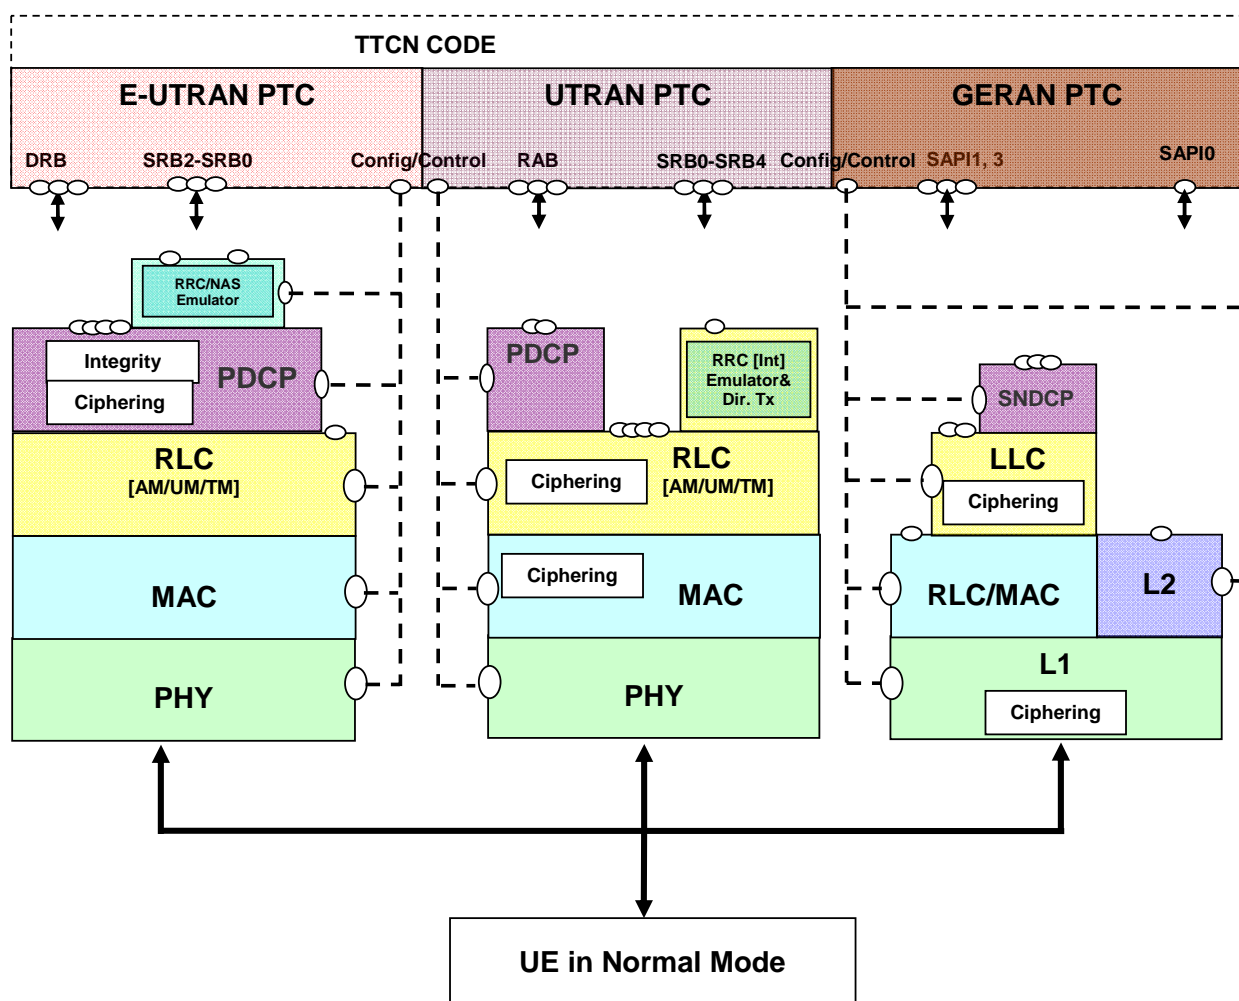 TTCN CODE
E-UTRAN PTC
UTRAN PTC
GERAN PTC
DRB
SRB2-SRB0
Config/Control
RAB
SRB0-SRB4
Config/Control
SAPI1, 3
SAPI0
RRC/NAS
Emulator
Integrity
Ciphering
PDCP
RLC
[AM/UM/TM]
MAC
PHY
PDCP
RRC [Int]
Emulator&
Dir. Tx
RLC
[AM/UM/TM]
Ciphering
Ciphering
MAC
PHY
SNDCP
LLC
Ciphering
RLC/MAC
L2
L1
Ciphering
UE in Normal Mode